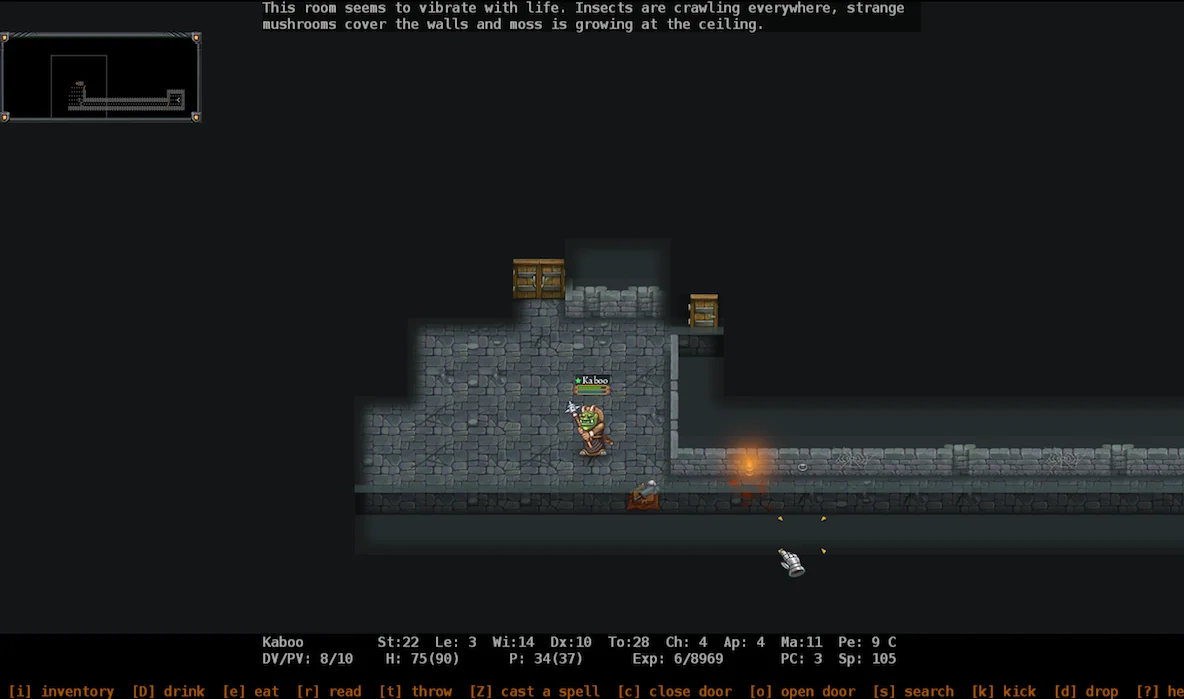 This room seems to vibrate with life. Insects are crawling everywhere, strange
mushrooms cover the walls and moss is growing at the ceiling.
Kaboo
Kaboo St:22 Le: 3 Wi:14 Dx:10 To:28 Ch: 4 Ap: 4 Ma:11 Pe: 9 C
DV/PV: 8/10 H: 75(90) P: 34(37) Exp: 6/8969 PC: 3 Sp: 105
[i] inventory [D] drink [e] eat [r] read [t] throw [Z] cast a spell [c] close door [o] open door [s] search [k] kick [d] drop [?] he